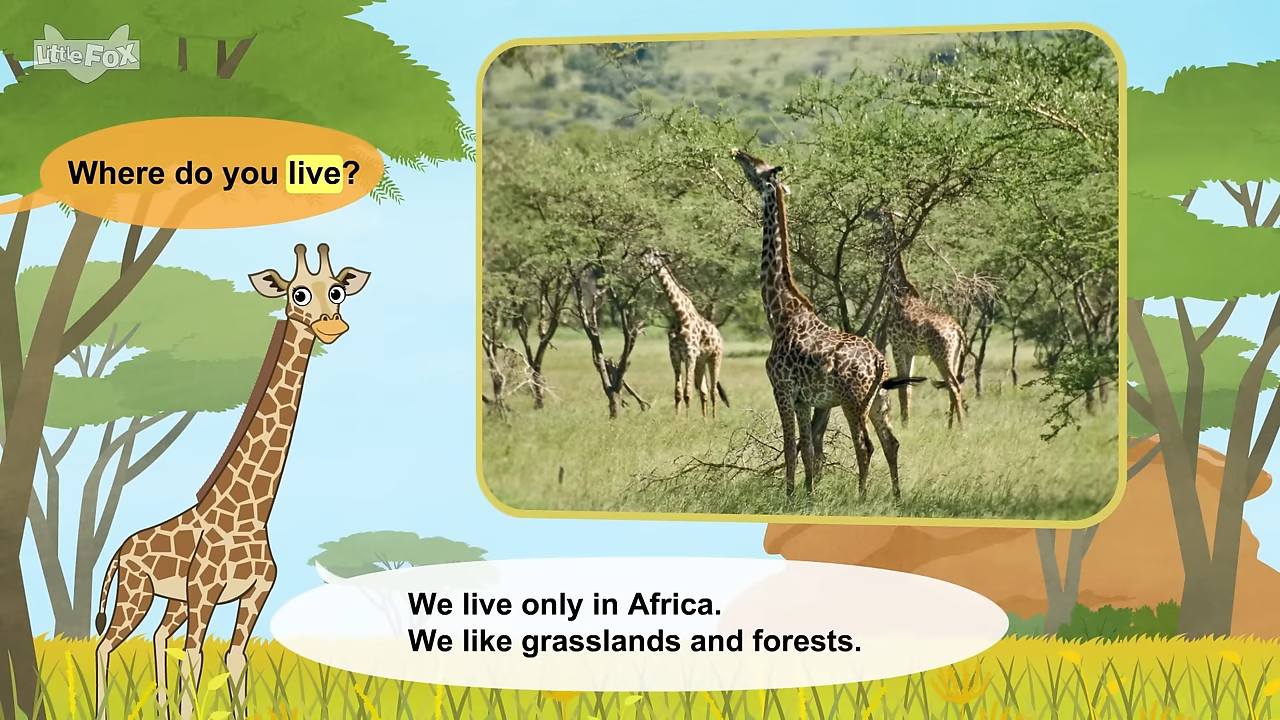 Little Fox
Where do you live?
We live only in Africa.
We like grasslands and forests.